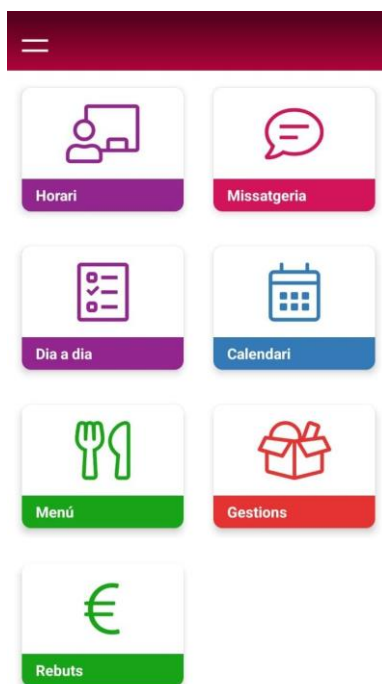 Horari
Missatgeria
Dia a dia
Calendari
Menú
Gestions
Rebuts